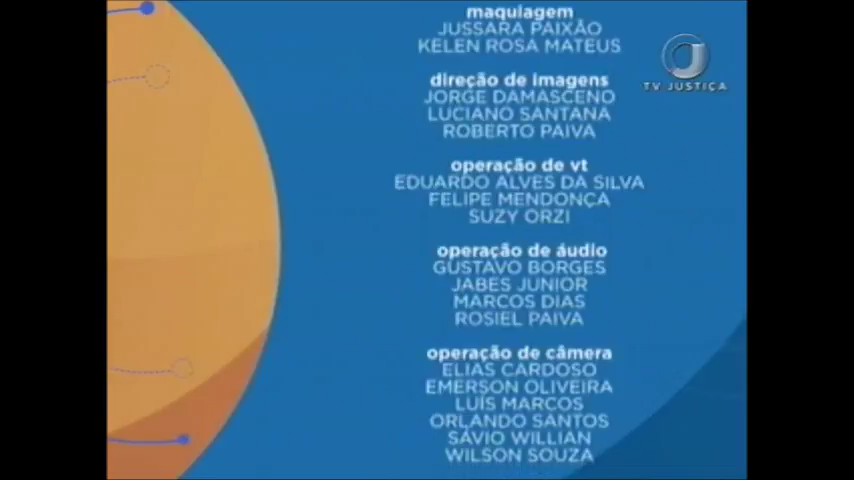 maquiagem
JUSSARA PAIXÃO
KELEN ROSA MATEUS
TV JUSTIÇA
direção de imagens
JORGE DAMASCENO
LUCIANO SANTANA
ROBERTO PAIVA
operação de vt
EDUARDO ALVES DA SILVA
FELIPE MENDONÇA
SUZY ORZI
operação de áudio
GUSTAVO BORGES
JABES JUNIOR
MARCOS DIAS
ROSIEL PAIVA
operação de câmera
ELIAS CARDOSO
EMERSON OLIVEIRA
LUÍS MARCOS
ORLANDO SANTOS
SÁVIO WILLIAN
WILSON SOUZA